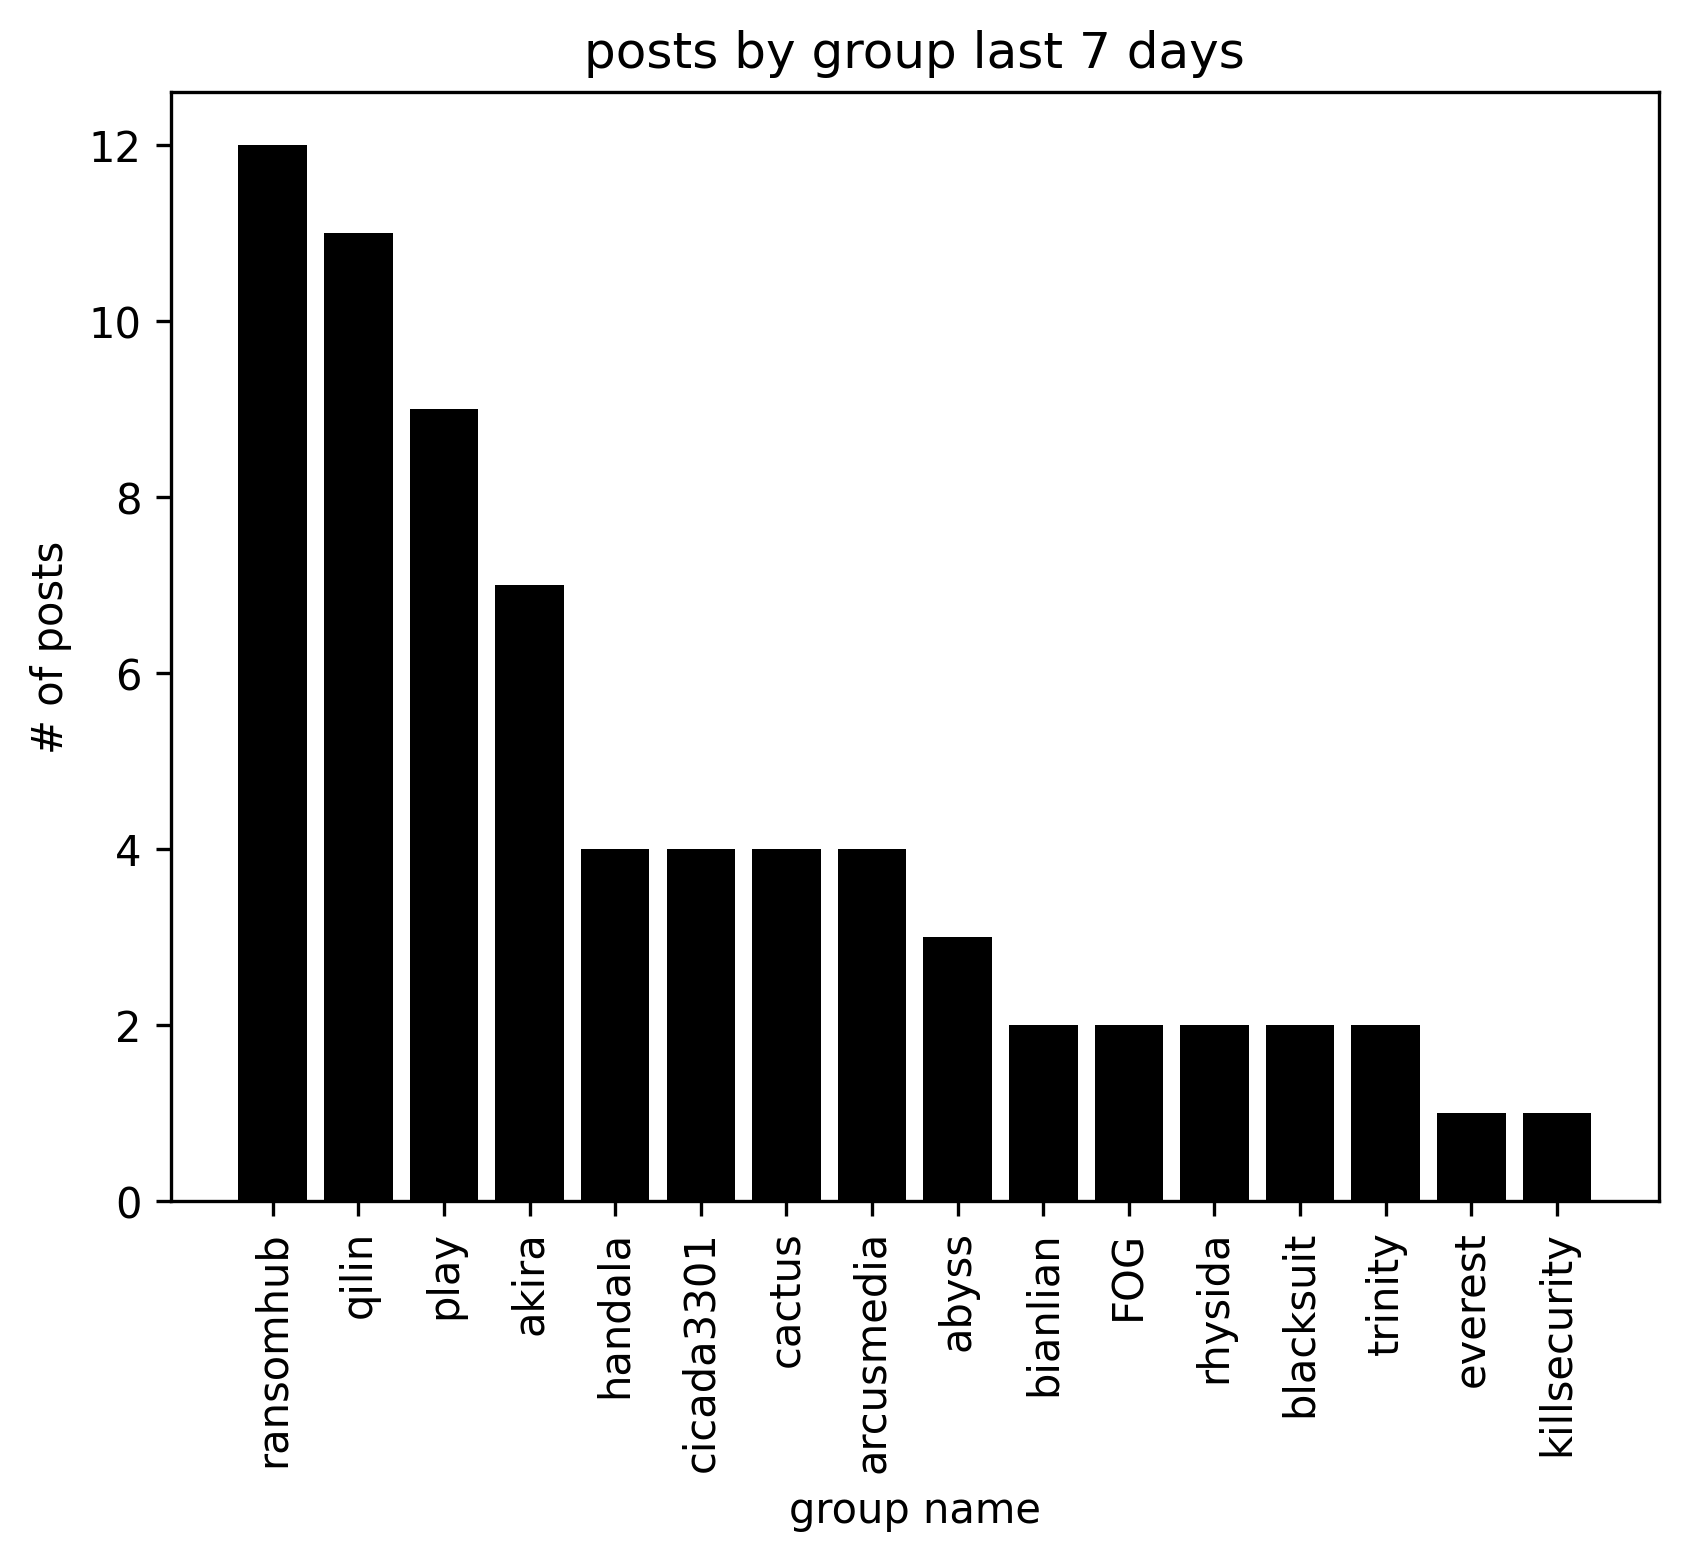 posts by group last 7 days
# of posts
12
10
8
6
4
2
0
ransomhub
qilin
play
akira
handala
cicada3301
cactus
arcusmedia
abyss
bianlian
FOG
rhysida
blacksuit
trinity
everest
killsecurity
group name